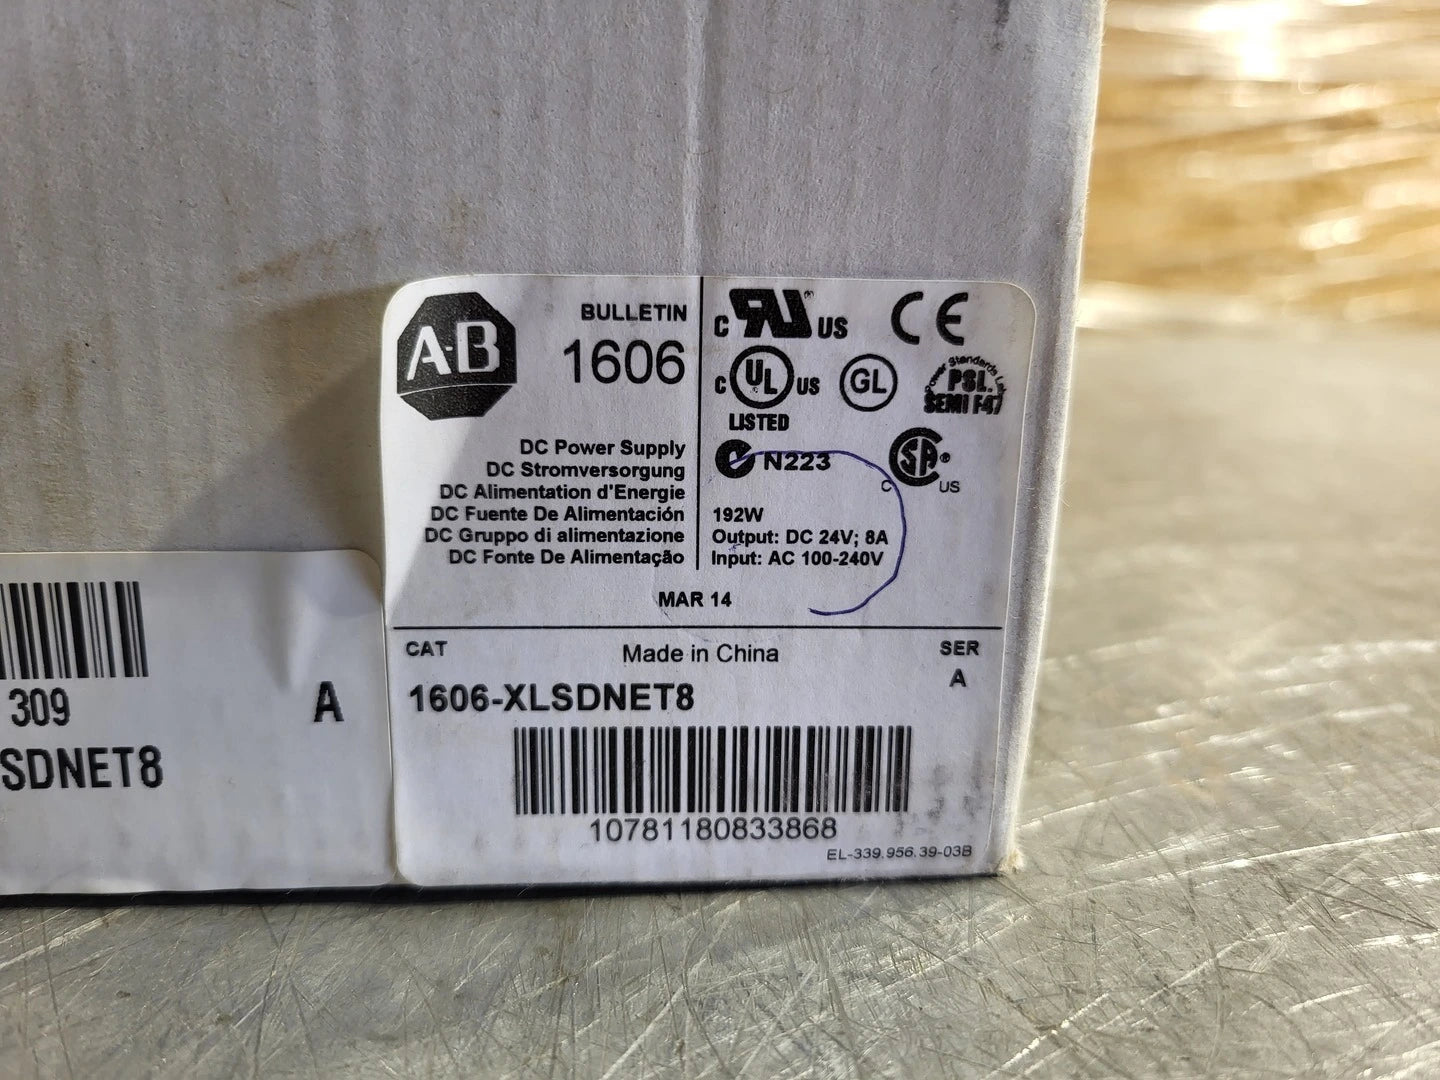 A-B
BULLETIN
1606
DC Power Supply
DC Stromversorgung
DC Alimentation d'Energie
DC Fuente De Alimentación
DC Gruppo di alimentazione
DC Fonte De Alimentação
C RU® US
CE
C UL US
LISTED
GL
Power Standards
PSL
SEMI F47
N223
C SA® US
192W
Output: DC 24V; 8A
Input: AC 100-240V
MAR 14
CAT
Made in China
SER
A
1606-XLSDNET8
10781180833868
EL-339.956.39-03B
309
A
SDNET8